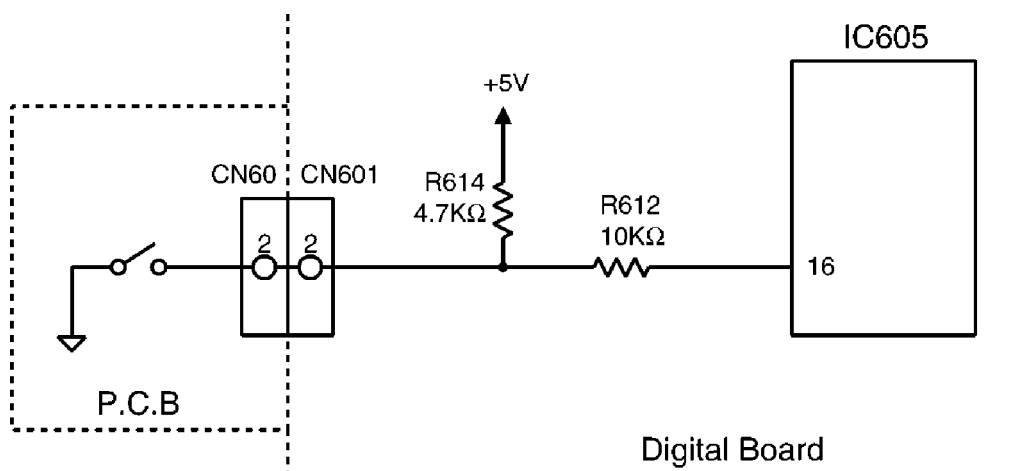 IC605
+5V
CN60 CN601
R614
4.7KΩ
R612
10KΩ
2 2
16
P.C.B
Digital Board